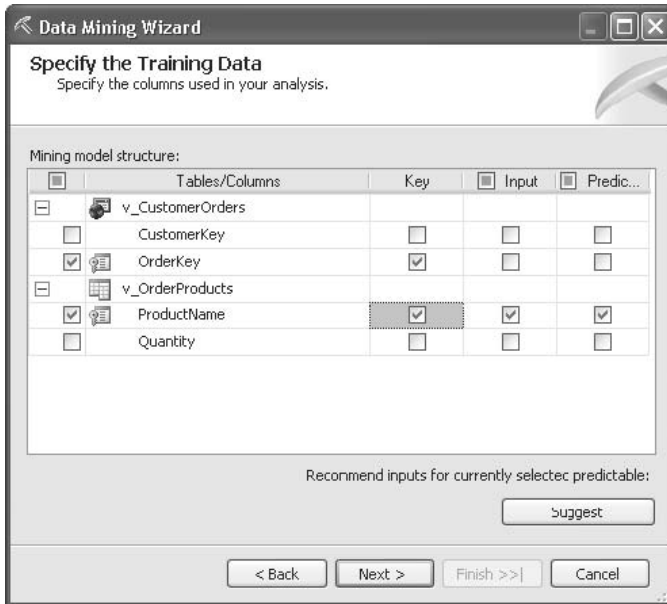 Data Mining Wizard
Specify the Training Data
Specify the columns used in your analysis.
Mining model structure:
Tables/Columns Key Input Predic...
v_CustomerOrders
CustomerKey
OrderKey
v_OrderProducts
ProductName
Quantity
Recommend inputs for currently selectec predictable:
Suggest
< Back Next > Finish >>| Cancel